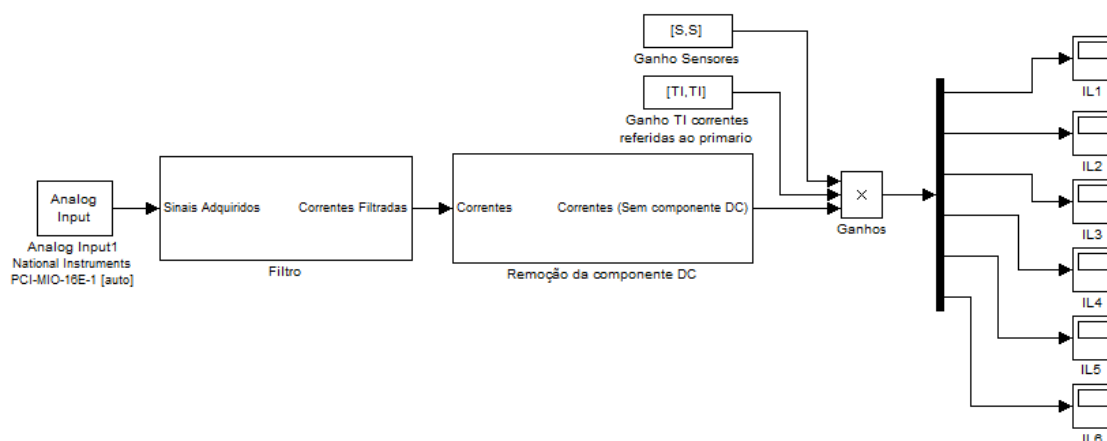 [S,S]
Ganho Sensores
[TI,TI]
Ganho TI correntes
referidas ao primario
Analog
Input
Analog Input1
National Instruments
PCI-MIO-16E-1 [auto]
Sinais Adquiridos
Correntes Filtradas
Filtro
Correntes
Correntes (Sem componente DC)
Remoção da componente DC
×
Ganhos
IL1
IL2
IL3
IL4
IL5
IL6